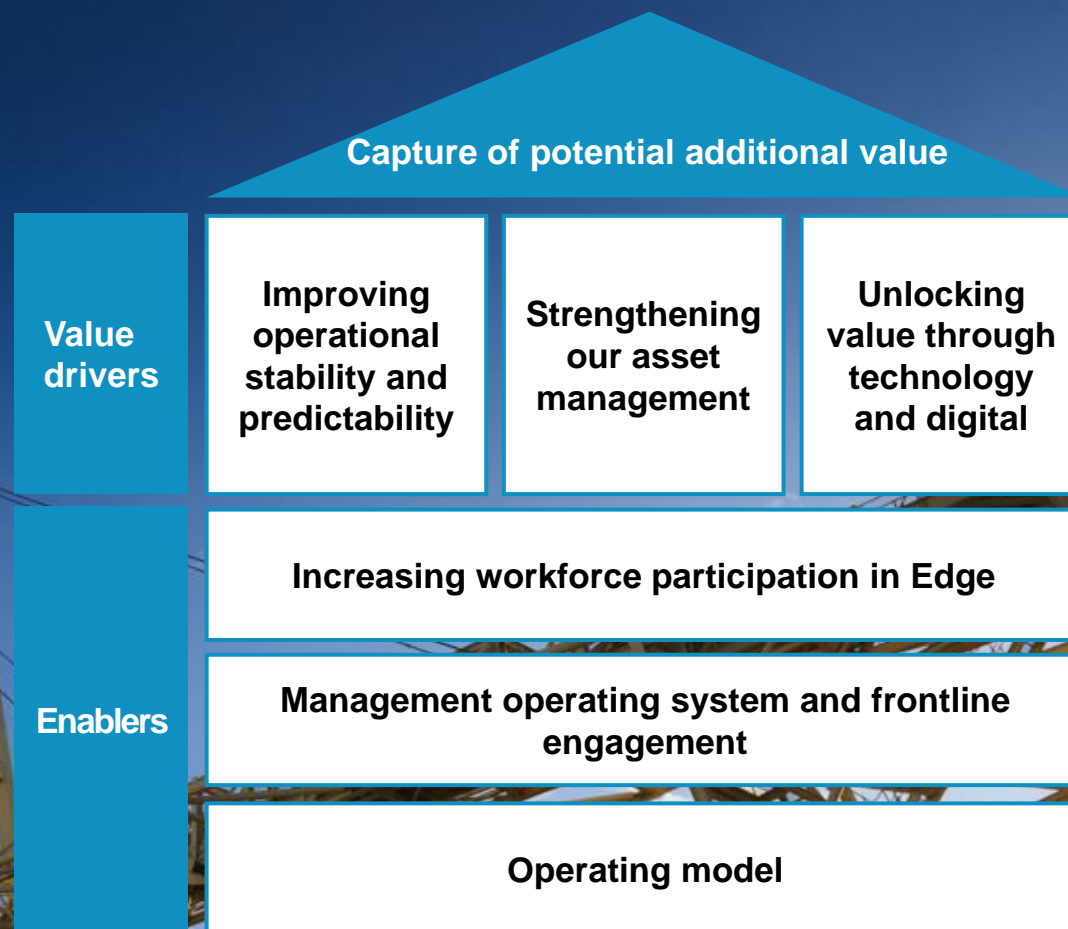 Capture of potential additional value
Value
drivers
Improving
operational
stability and
predictability
Strengthening
our asset
management
Unlocking
value through
technology
and digital
Enablers
Increasing workforce participation in Edge
Management operating system and frontline
engagement
Operating model